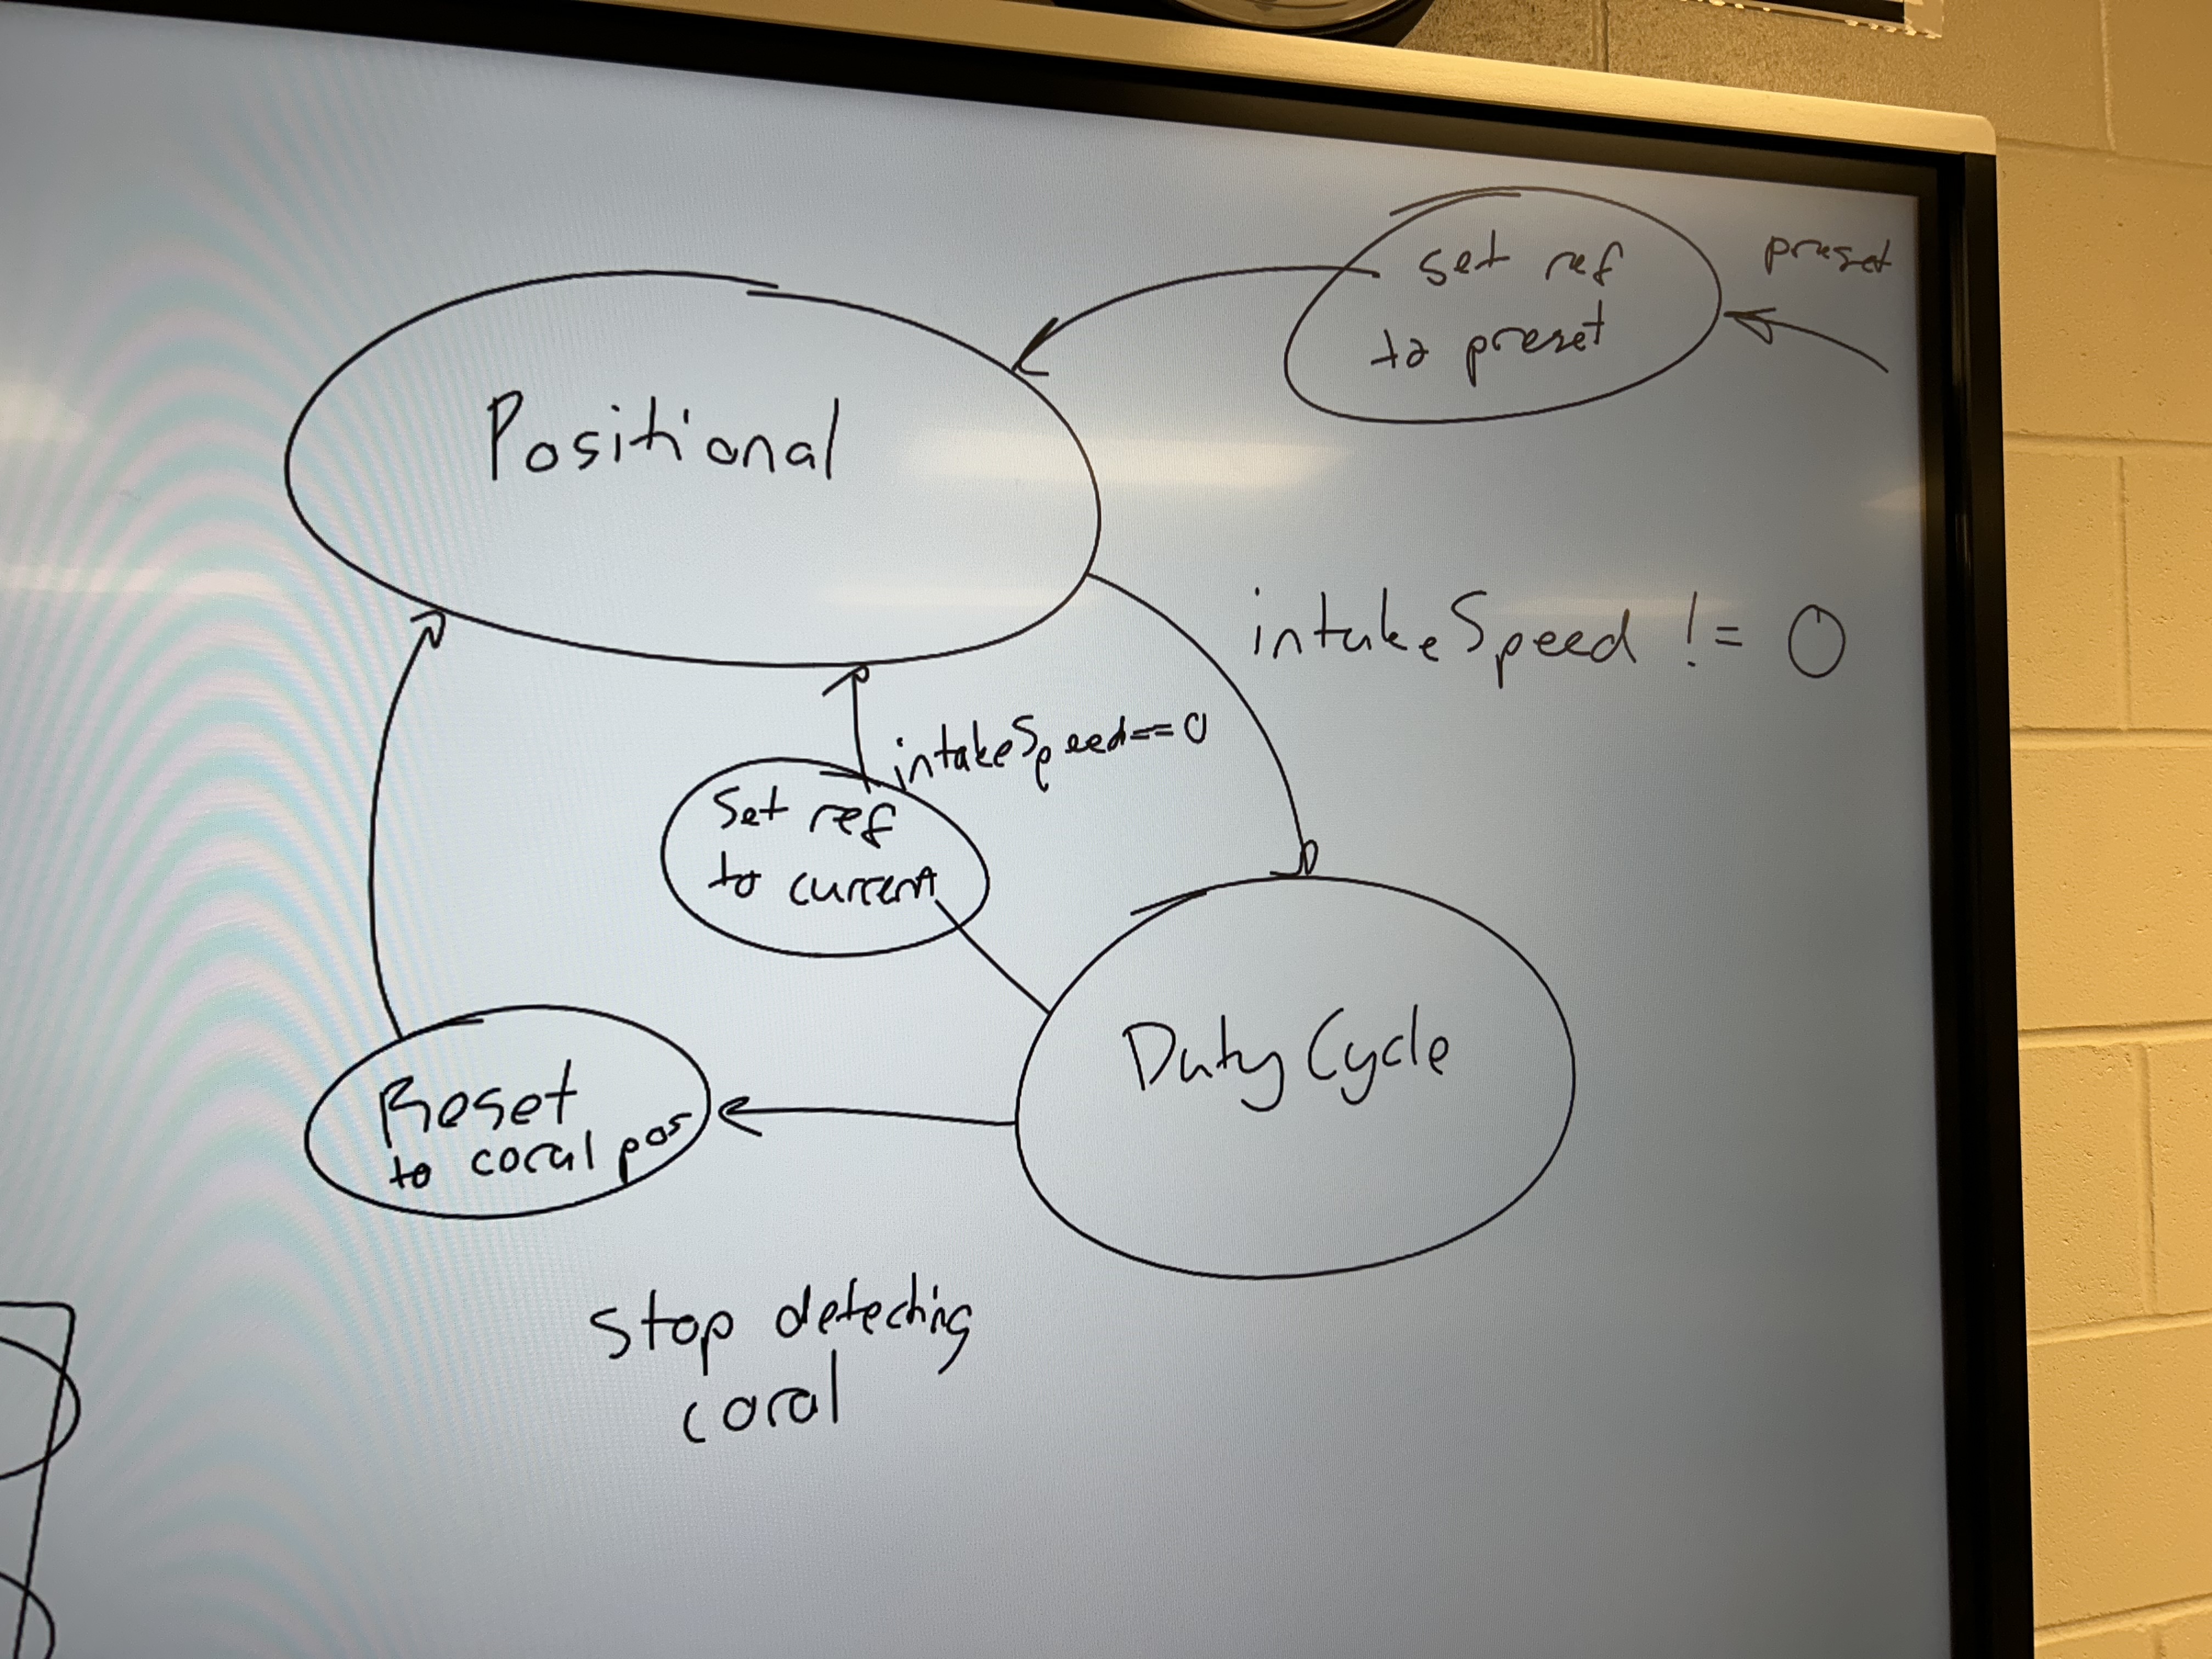 preset
set ref
to preset
Positional
intakeSpeed != 0
intakeSpeed==0
Set ref
to current
Duty Cycle
Reset
to coral pos
stop detecting
coral